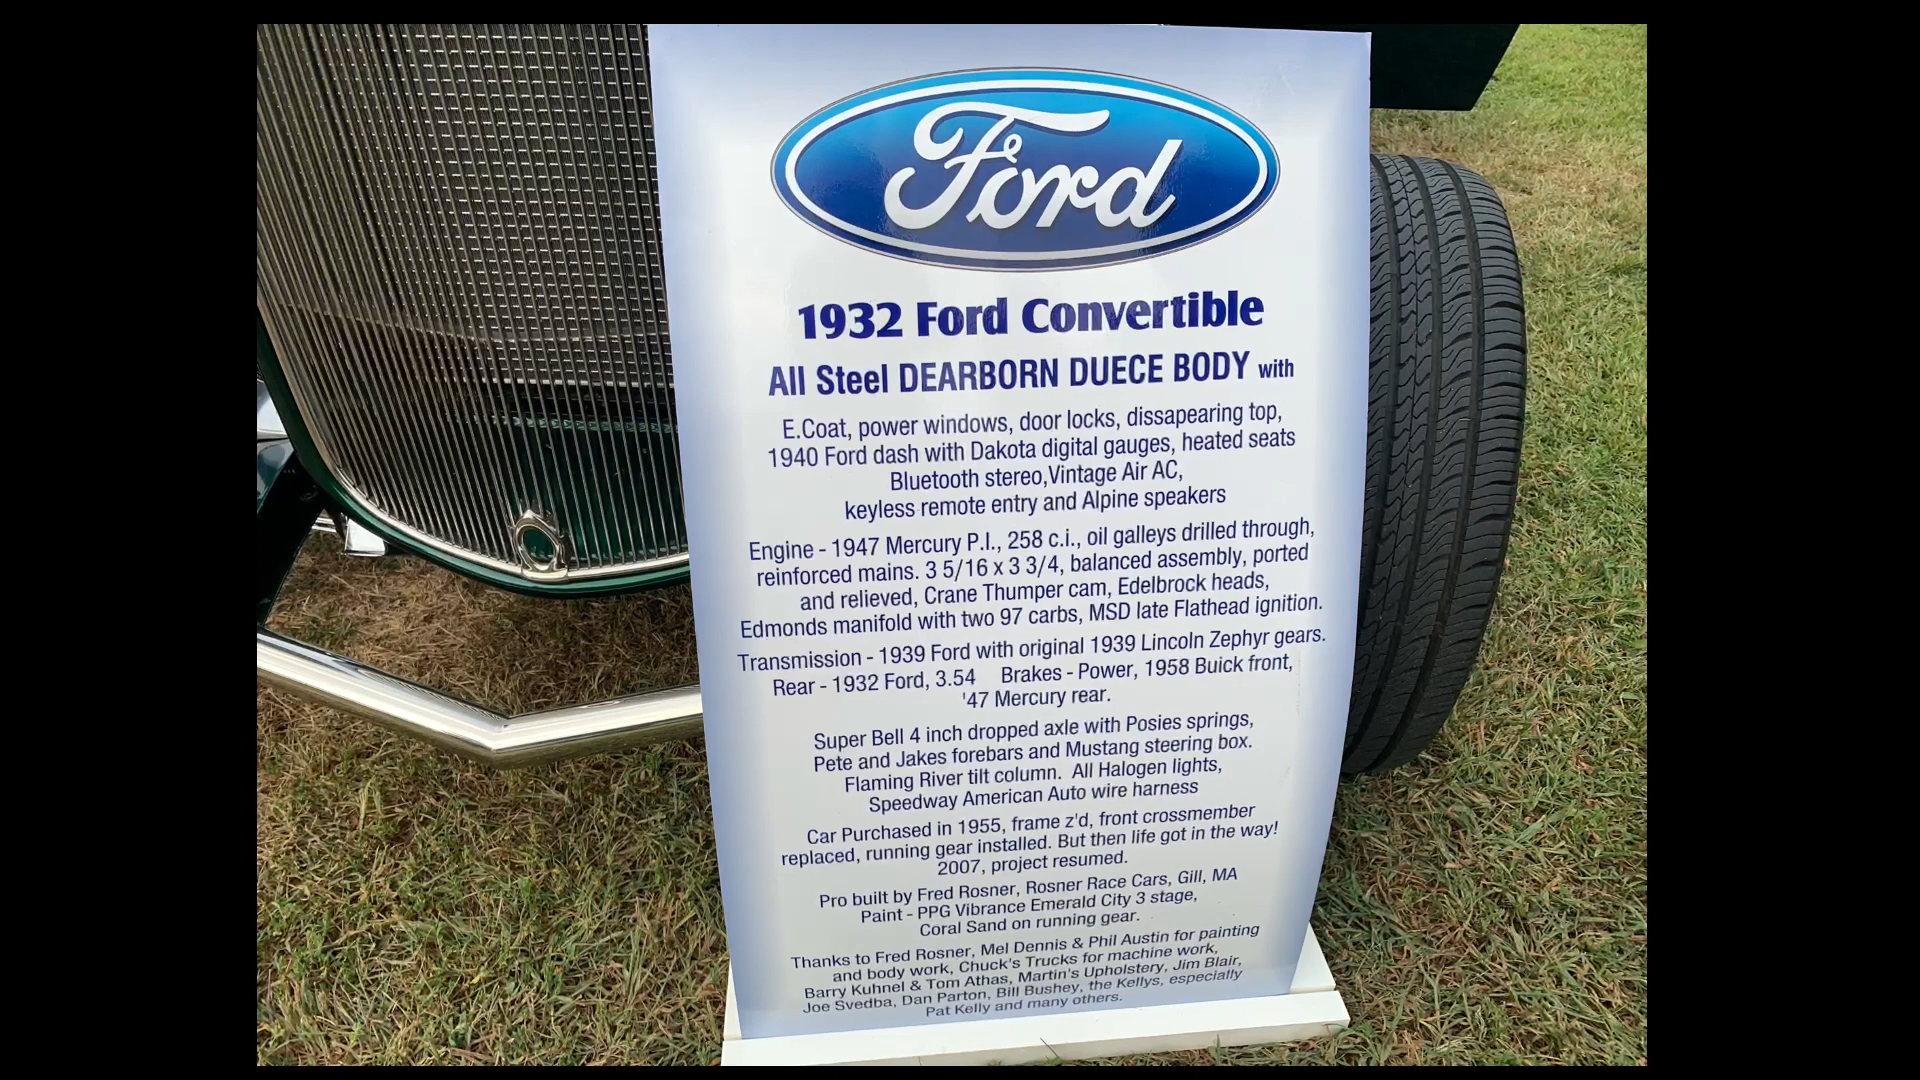 Ford
1932 Ford Convertible
All Steel DEARBORN DUECE BODY with
E.Coat, power windows, door locks, dissapearing top,
1940 Ford dash with Dakota digital gauges, heated seats
Bluetooth stereo,Vintage Air AC,
keyless remote entry and Alpine speakers
Engine - 1947 Mercury P.I., 258 c.i., oil galleys drilled through,
reinforced mains. 3 5/16 x 3 3/4, balanced assembly, ported
and relieved, Crane Thumper cam, Edelbrock heads,
Edmonds manifold with two 97 carbs, MSD late Flathead ignition.
Transmission - 1939 Ford with original 1939 Lincoln Zephyr gears.
Rear - 1932 Ford, 3.54 Brakes - Power, 1958 Buick front,
'47 Mercury rear.
Super Bell 4 inch dropped axle with Posies springs,
Pete and Jakes forebars and Mustang steering box.
Flaming River tilt column. All Halogen lights,
Speedway American Auto wire harness
Car Purchased in 1955, frame z'd, front crossmember
replaced, running gear installed. But then life got in the way!
2007, project resumed.
Pro built by Fred Rosner, Rosner Race Cars, Gill, MA
Paint - PPG Vibrance Emerald City 3 stage,
Coral Sand on running gear.
Thanks to Fred Rosner, Mel Dennis & Phil Austin for painting
and body work, Chuck's Trucks for machine work,
Barry Kuhnel & Tom Athas, Martin's Upholstery, Jim Blair,
Joe Svedba, Dan Parton, Bill Bushey, the Kellys, especially
Pat Kelly and many others.